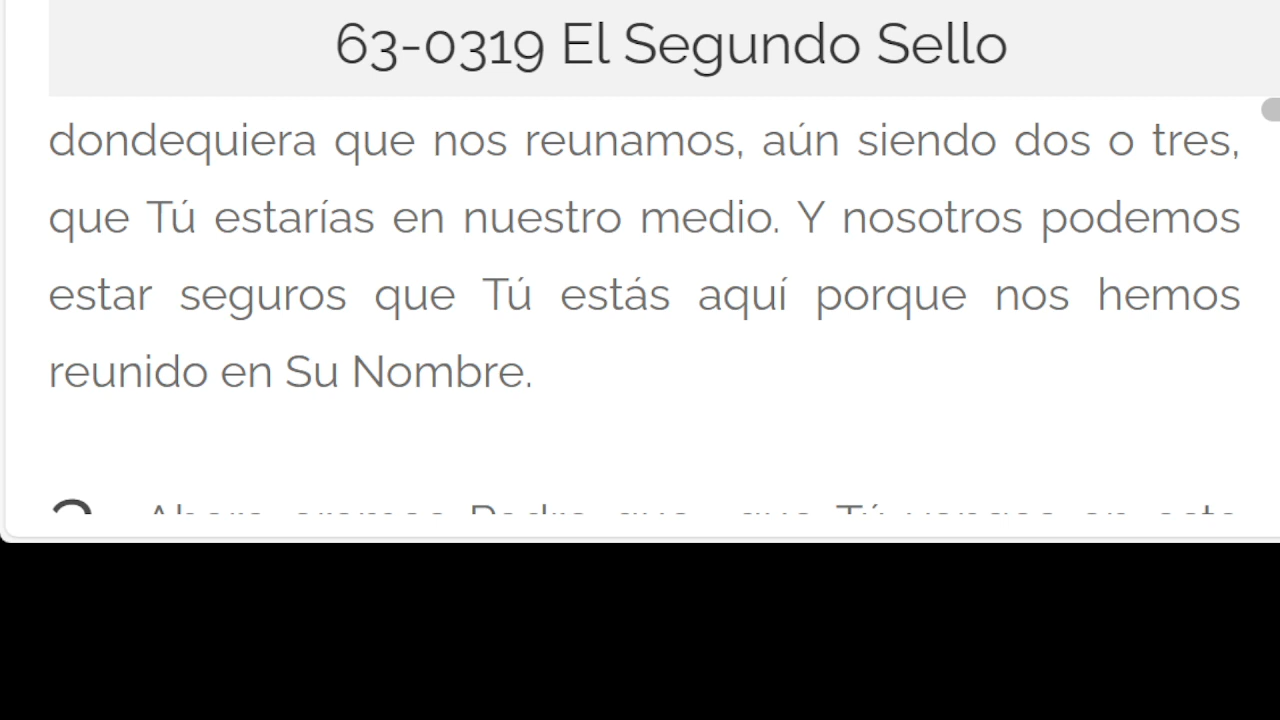 63-0319 El Segundo Sello
dondequiera que nos reunamos, aún siendo dos o tres,
que Tú estarías en nuestro medio. Y nosotros podemos
estar seguros que Tú estás aquí porque nos hemos
reunido en Su Nombre.